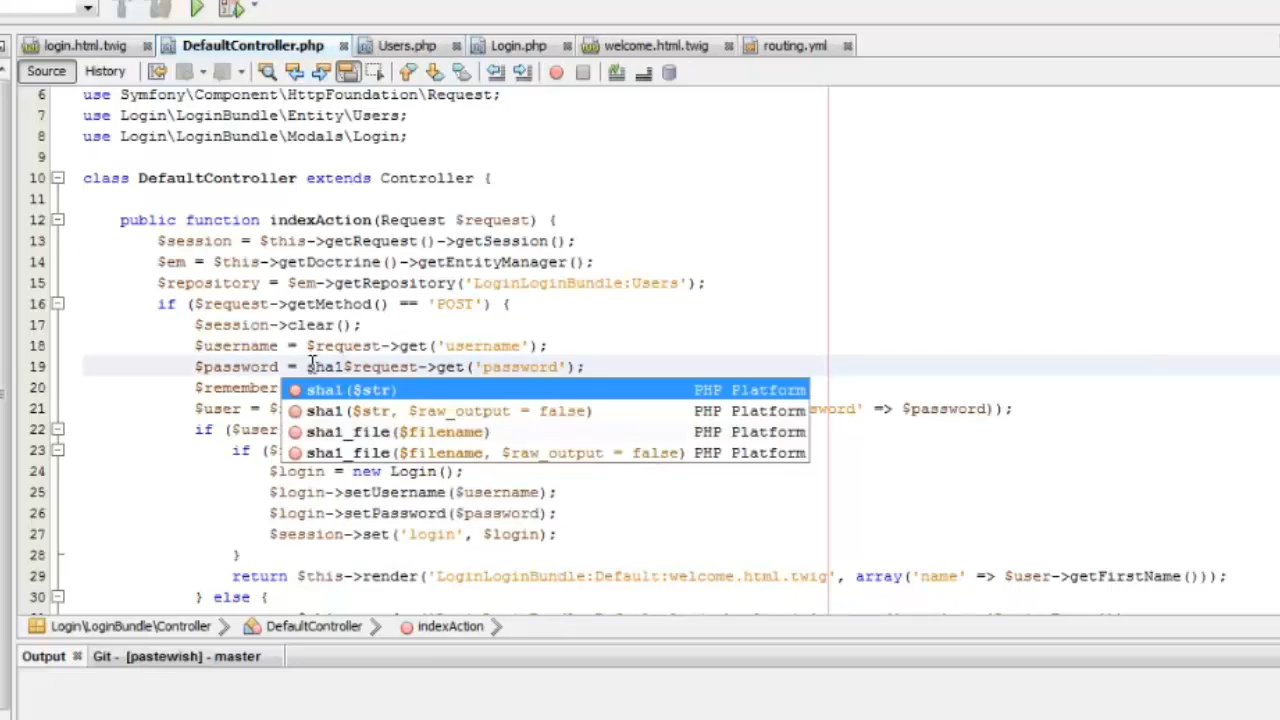 login.html.twig DefaultController.php Users.php Login.php welcome.html.twig routing.yml
Source History
6 use Symfony\Component\HttpFoundation\Request;
7 use Login\LoginBundle\Entity\Users;
8 use Login\LoginBundle\Modals\Login;
9
10 class DefaultController extends Controller {
11
12 public function indexAction(Request $request) {
13 $session = $this->getRequest()->getSession();
14 $em = $this->getDoctrine()->getEntityManager();
15 $repository = $em->getRepository('LoginLoginBundle:Users');
16 if ($request->getMethod() == 'POST') {
17 $session->clear();
18 $username = $request->get('username');
19 $password = sha1$request->get('password');
20 $remember
sha1($str) PHP Platform
21 $user = $ sword' => $password));
sha1($str, $raw_output = false) PHP Platform
22 if ($user
sha1_file($filename) PHP Platform
23 if ($
sha1_file($filename, $raw_output = false) PHP Platform
24 $login = new Login();
25 $login->setUsername($username);
26 $login->setPassword($password);
27 $session->set('login', $login);
28 }
29 return $this->render('LoginLoginBundle:Default:welcome.html.twig', array('name' => $user->getFirstName()));
30 } else {
Login\LoginBundle\Controller DefaultController indexAction
Output Git - [pastewish] - master